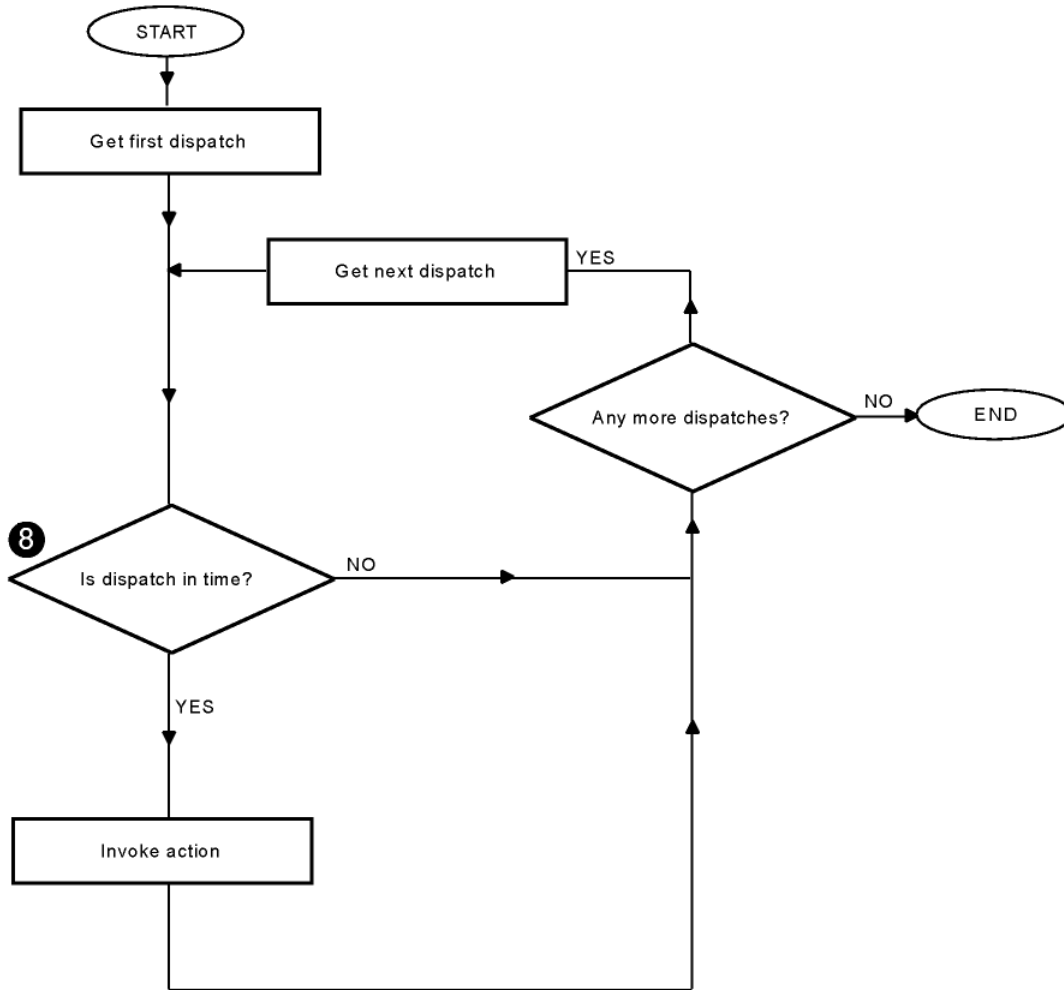 START
Get first dispatch
Get next dispatch
YES
Any more dispatches?
NO
END
8
Is dispatch in time?
NO
YES
Invoke action